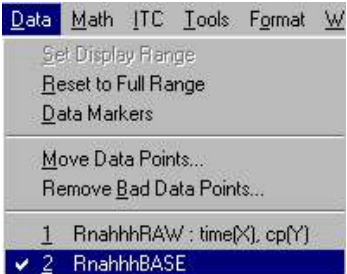 Data Math ITC Tools Format W
Set Display Range
Reset to Full Range
Data Markers
Move Data Points...
Remove Bad Data Points...
1 RnahhhRAW : time(X), cp(Y)
✔ 2 RnahhhBASE